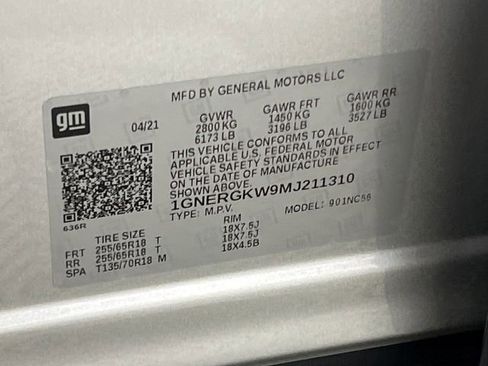 MFD BY GENERAL MOTORS LLC
gm
04/21 GVWR GAWR FRT GAWR RR
2800 KG 1450 KG 1600 KG
6173 LB 3196 LB 3527 LB
THIS VEHICLE CONFORMS TO ALL
APPLICABLE U.S. FEDERAL MOTOR
VEHICLE SAFETY STANDARDS IN EFFECT
ON THE DATE OF MANUFACTURE
SHOWN ABOVE.
1GNERGKW9MJ211310
636R TYPE: M.P.V. MODEL: 901NC56
TIRE SIZE RIM
FRT 255/65R18 T 18X7.5J
RR 255/65R18 T 18X7.5J
SPA T135/70R18 M 18X4.5B